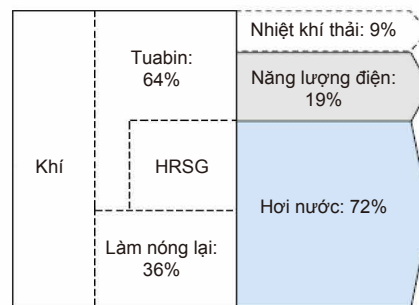 Khí
Tuabin:
64%
HRSG
Làm nóng lại:
36%
Nhiệt khí thải: 9%
Năng lượng điện:
19%
Hơi nước: 72%